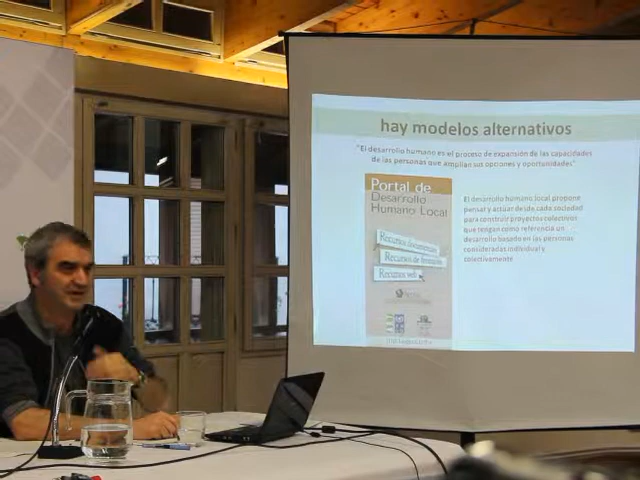 hay modelos alternativos
"El desarrollo humano es el proceso de expansión de las capacidades
de las personas que amplían sus opciones y oportunidades"
Portal de
Desarrollo
Humano Local
Recursos documentales
Recursos de formación
Recursos web
El desarrollo humano local propone
pensar y actuar desde cada sociedad
para construir proyectos colectivos
que tengan como referencia un
desarrollo basado en las personas
consideradas individual y
colectivamente